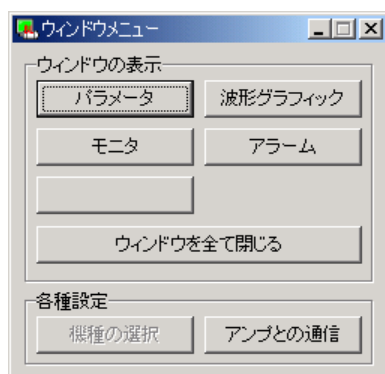 ウィンドウメニュー
ウィンドウの表示
パラメータ 波形グラフィック
モニタ アラーム
ウィンドウを全て閉じる
各種設定
機種の選択 アンプとの通信